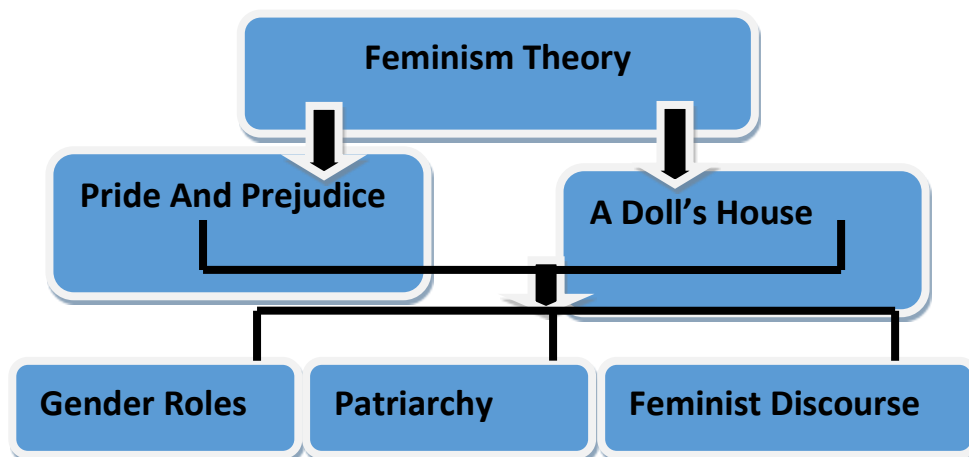 Feminism Theory
Pride And Prejudice
A Doll’s House
Gender Roles
Patriarchy
Feminist Discourse